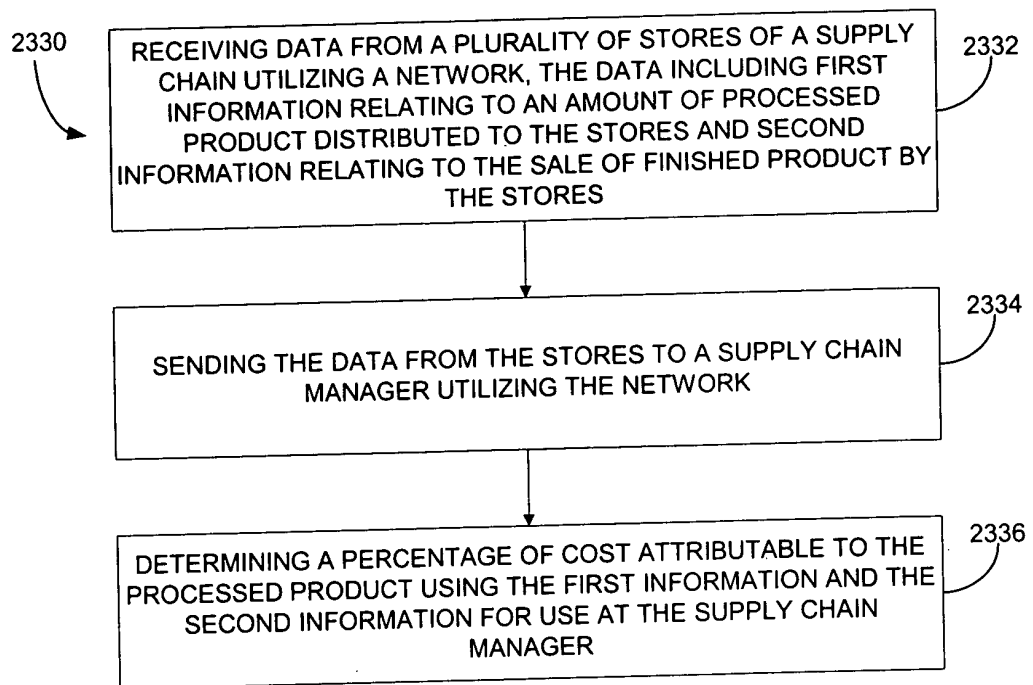 2330
RECEIVING DATA FROM A PLURALITY OF STORES OF A SUPPLY
CHAIN UTILIZING A NETWORK, THE DATA INCLUDING FIRST
INFORMATION RELATING TO AN AMOUNT OF PROCESSED
PRODUCT DISTRIBUTED TO THE STORES AND SECOND
INFORMATION RELATING TO THE SALE OF FINISHED PRODUCT BY
THE STORES
2332
SENDING THE DATA FROM THE STORES TO A SUPPLY CHAIN
MANAGER UTILIZING THE NETWORK
2334
DETERMINING A PERCENTAGE OF COST ATTRIBUTABLE TO THE
PROCESSED PRODUCT USING THE FIRST INFORMATION AND THE
SECOND INFORMATION FOR USE AT THE SUPPLY CHAIN
MANAGER
2336